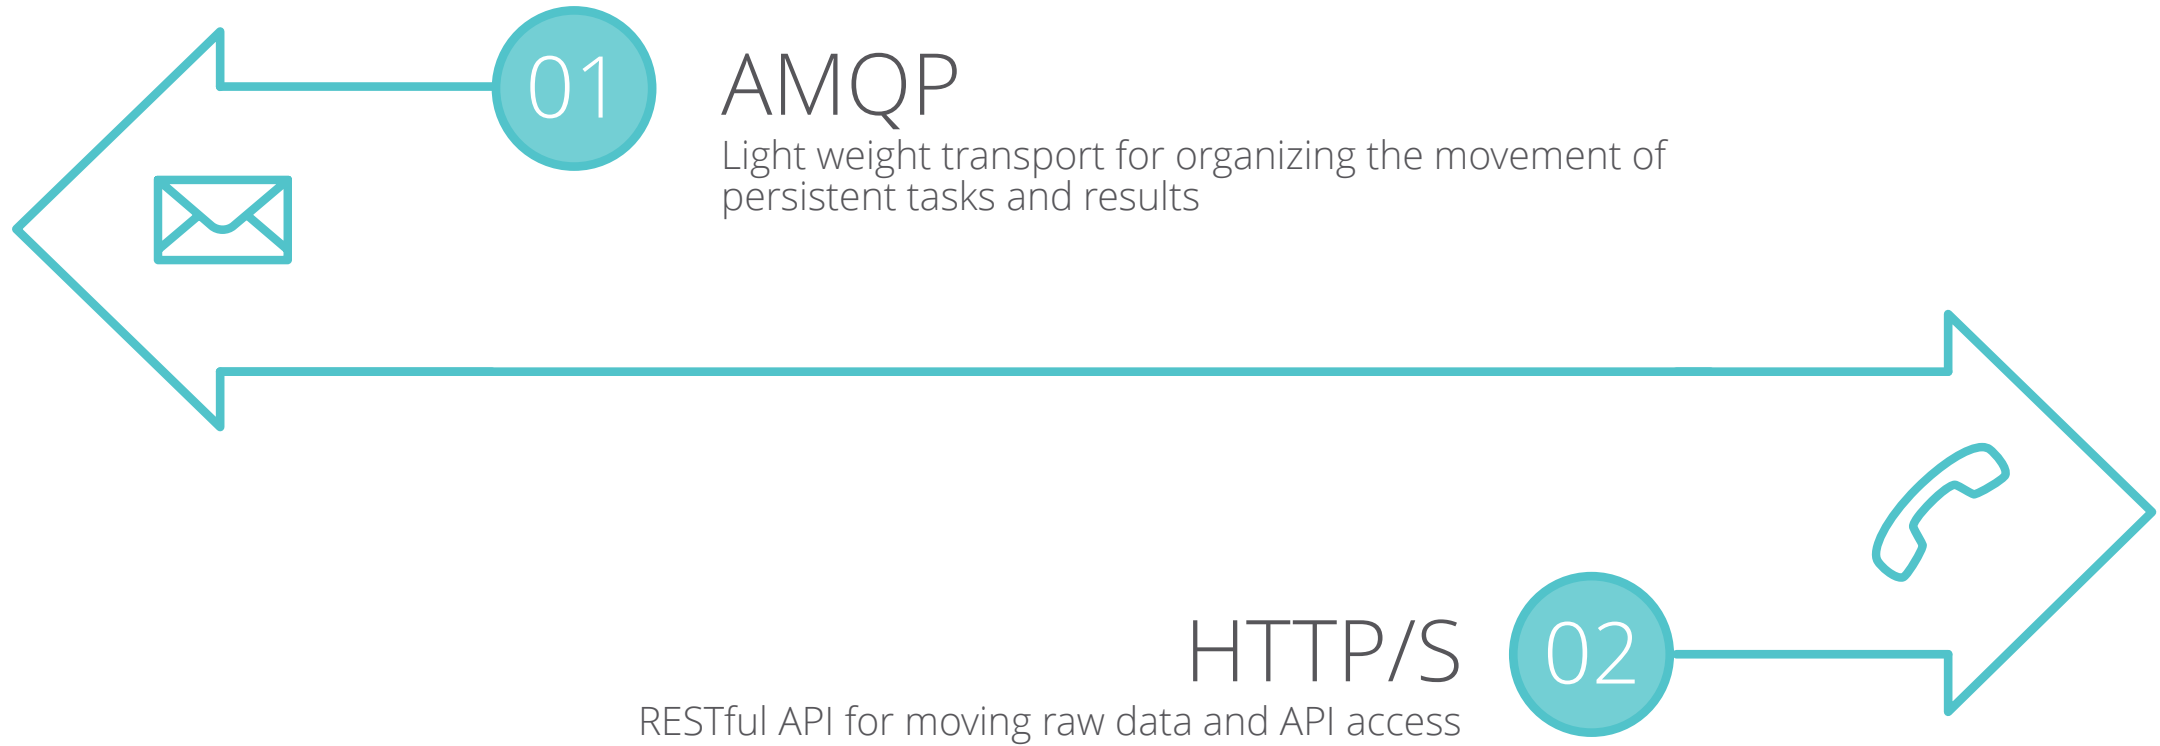 01
AMQP
Light weight transport for organizing the movement of
persistent tasks and results
HTTP/S
02
RESTful API for moving raw data and API access